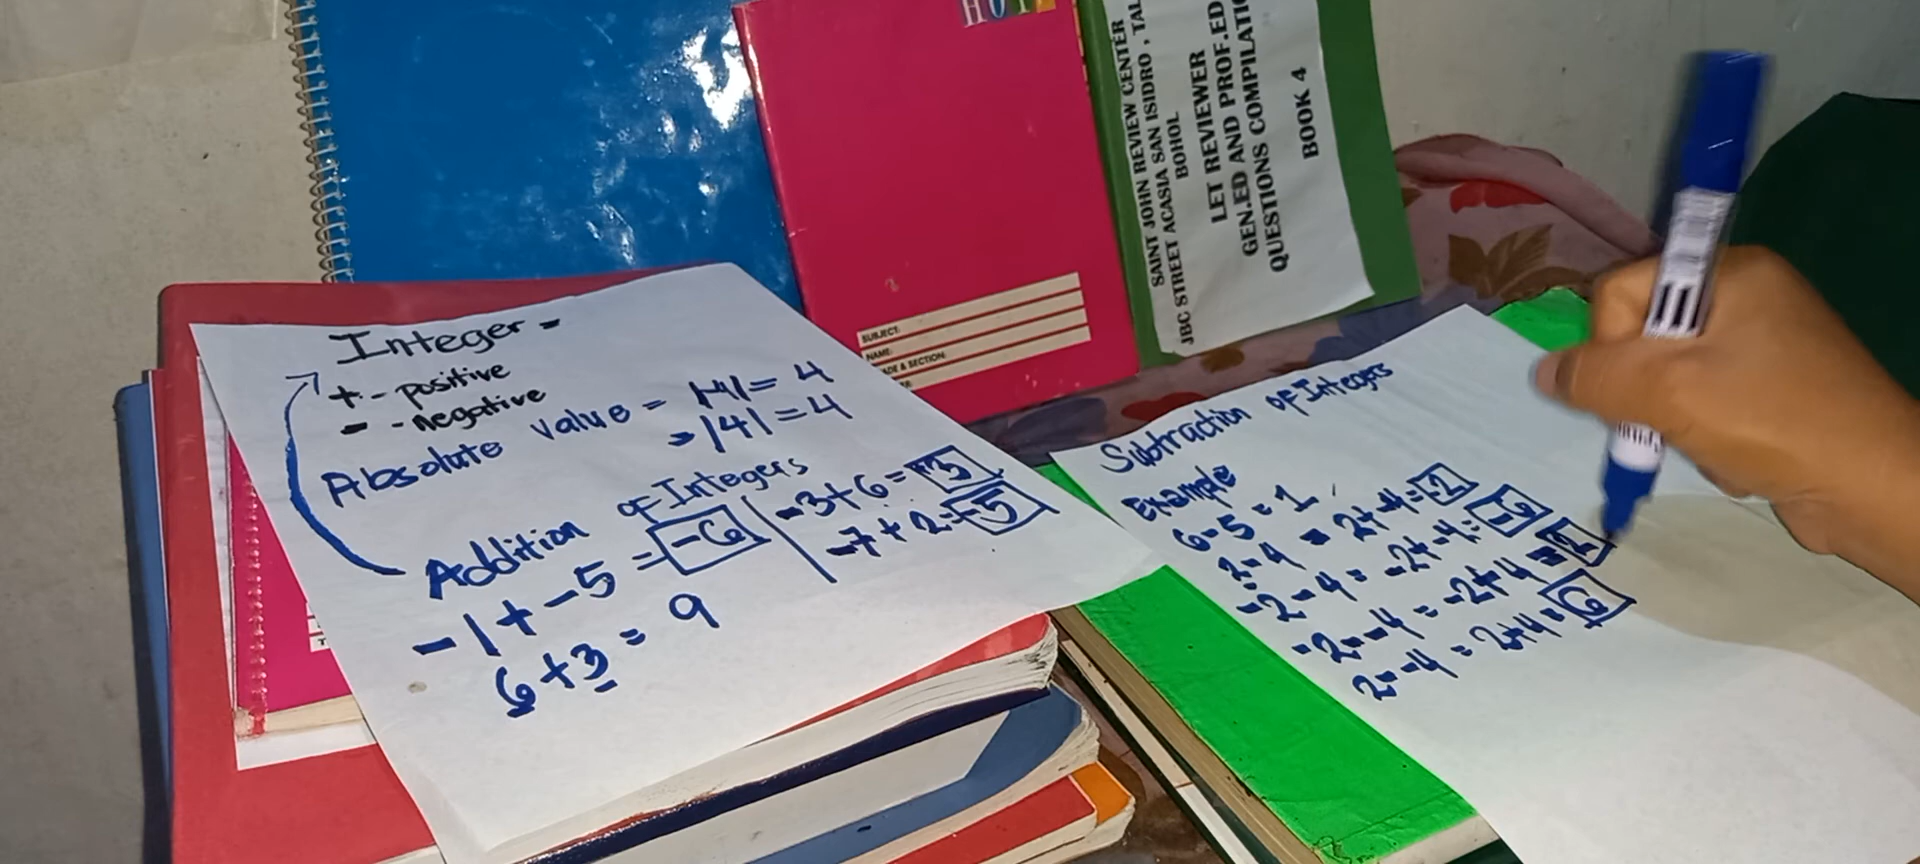 Integer =
+ - positive
- - negative
Absolute value = |-4| = 4
= |4| = 4
Addition of Integers
-1 + -5 = -6
6 + 3 = 9
-3 + 6 = +3
-7 + 2 = -5
SUBJECT:
NAME:
ADE & SECTION:
SAINT JOHN REVIEW CENTER
JBC STREET ACASIA SAN ISIDRO , TAL
BOHOL
LET REVIEWER
GEN.ED AND PROF.ED
QUESTIONS COMPILATIO
BOOK 4
Subtraction of Integers
Example
6-5 = 1
2-4 = 2+-4 = -2
-2-4 = -2+-4 = -6
-2--4 = -2+4 = 2
2--4 = 2+4 = 6